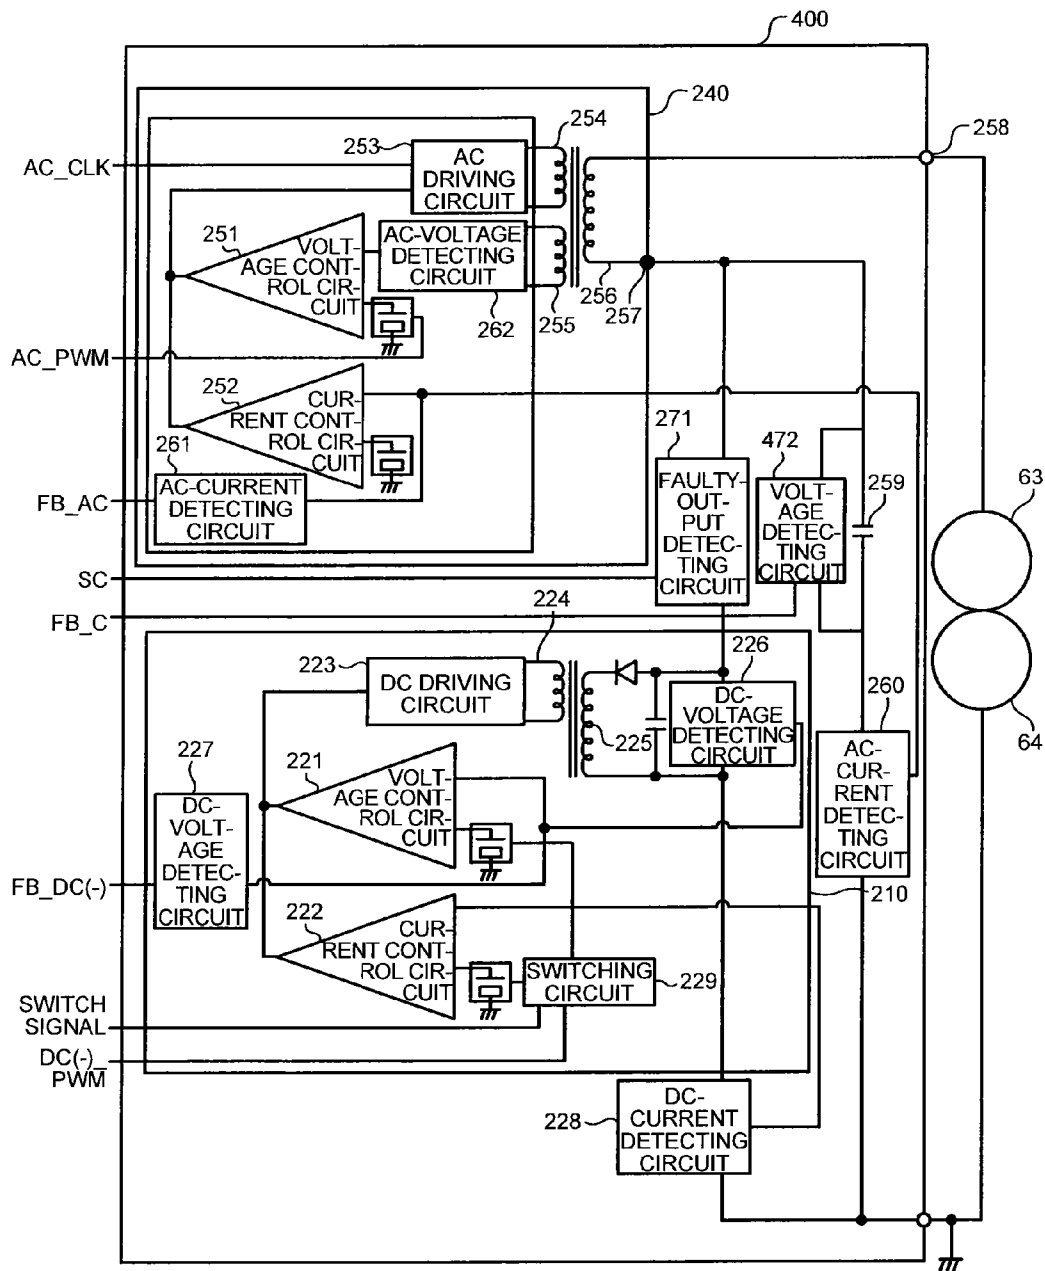 400
240
254
253
258
AC_CLK
AC
DRIVING
CIRCUIT
251
VOLT-
AGE CONT-
ROL CIR-
CUIT
AC-VOLTAGE
DETECTING
CIRCUIT
262
255
256
257
AC_PWM
252
CUR-
RENT CONT-
ROL CIR-
CUIT
261
AC-CURRENT
DETECTING
CIRCUIT
FB_AC
271
FAULTY-
OUT-
PUT
DETEC-
TING
CIRCUIT
472
VOLT-
AGE
DETEC-
TING
CIRCUIT
259
63
SC
FB_C
224
223
DC DRIVING
CIRCUIT
225
226
DC-
VOLTAGE
DETECTING
CIRCUIT
260
AC-
CUR-
RENT
DETEC-
TING
CIRCUIT
64
227
DC-
VOLT-
AGE
DETEC-
TING
CIRCUIT
221
VOLT-
AGE CONT-
ROL CIR-
CUIT
FB_DC(-)
210
222
CUR-
RENT CONT-
ROL CIR-
CUIT
SWITCHING
CIRCUIT
229
SWITCH
SIGNAL
DC(-)_
PWM
228
DC-
CURRENT
DETECTING
CIRCUIT